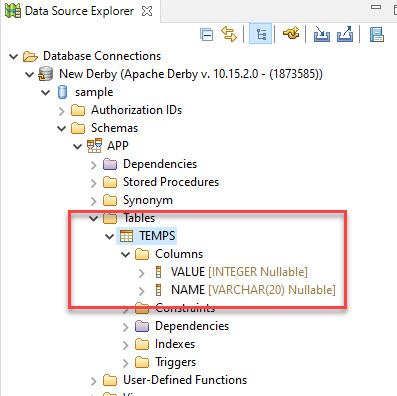 Data Source Explorer
Database Connections
New Derby (Apache Derby v. 10.15.2.0 - (1873585))
sample
Authorization IDs
Schemas
APP
Dependencies
Stored Procedures
Synonym
Tables
TEMPS
Columns
VALUE [INTEGER Nullable]
NAME [VARCHAR(20) Nullable]
Constraints
Dependencies
Indexes
Triggers
User-Defined Functions